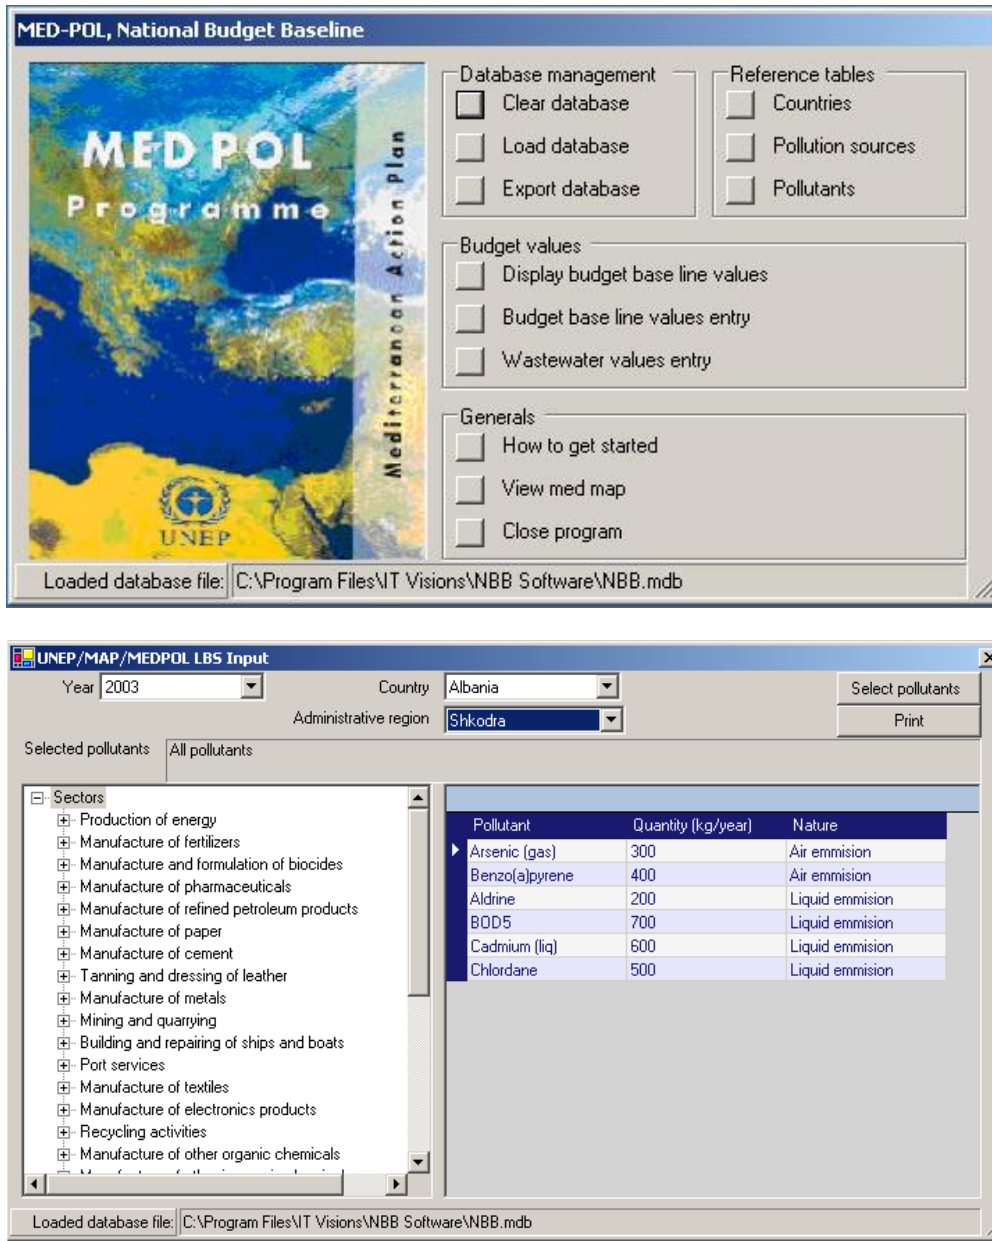 MED-POL, National Budget Baseline
MED POL
Programme
Mediterranean Action Plan
UNEP
Database management
Clear database
Load database
Export database
Reference tables
Countries
Pollution sources
Pollutants
Budget values
Display budget base line values
Budget base line values entry
Wastewater values entry
Generals
How to get started
View med map
Close program
Loaded database file: C:\Program Files\IT Visions\NBB Software\NBB.mdb
UNEP/MAP/MEDPOL LBS Input
Year 2003 Country Albania Select pollutants
Administrative region Shkodra Print
Selected pollutants All pollutants
Sectors
Production of energy
Manufacture of fertilizers
Manufacture and formulation of biocides
Manufacture of pharmaceuticals
Manufacture of refined petroleum products
Manufacture of paper
Manufacture of cement
Tanning and dressing of leather
Manufacture of metals
Mining and quarrying
Building and repairing of ships and boats
Port services
Manufacture of textiles
Manufacture of electronics products
Recycling activities
Manufacture of other organic chemicals
Pollutant Quantity (kg/year) Nature
Arsenic (gas) 300 Air emmision
Benzo(a)pyrene 400 Air emmision
Aldrine 200 Liquid emmision
BOD5 700 Liquid emmision
Cadmium (liq) 600 Liquid emmision
Chlordane 500 Liquid emmision
Loaded database file: C:\Program Files\IT Visions\NBB Software\NBB.mdb